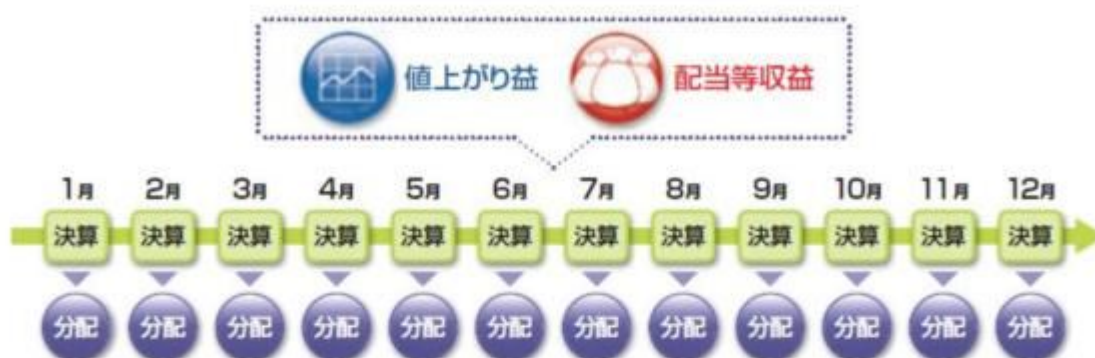 値上がり益 配当等収益
1月 2月 3月 4月 5月 6月 7月 8月 9月 10月 11月 12月
決算 決算 決算 決算 決算 決算 決算 決算 決算 決算 決算 決算
分配 分配 分配 分配 分配 分配 分配 分配 分配 分配 分配 分配